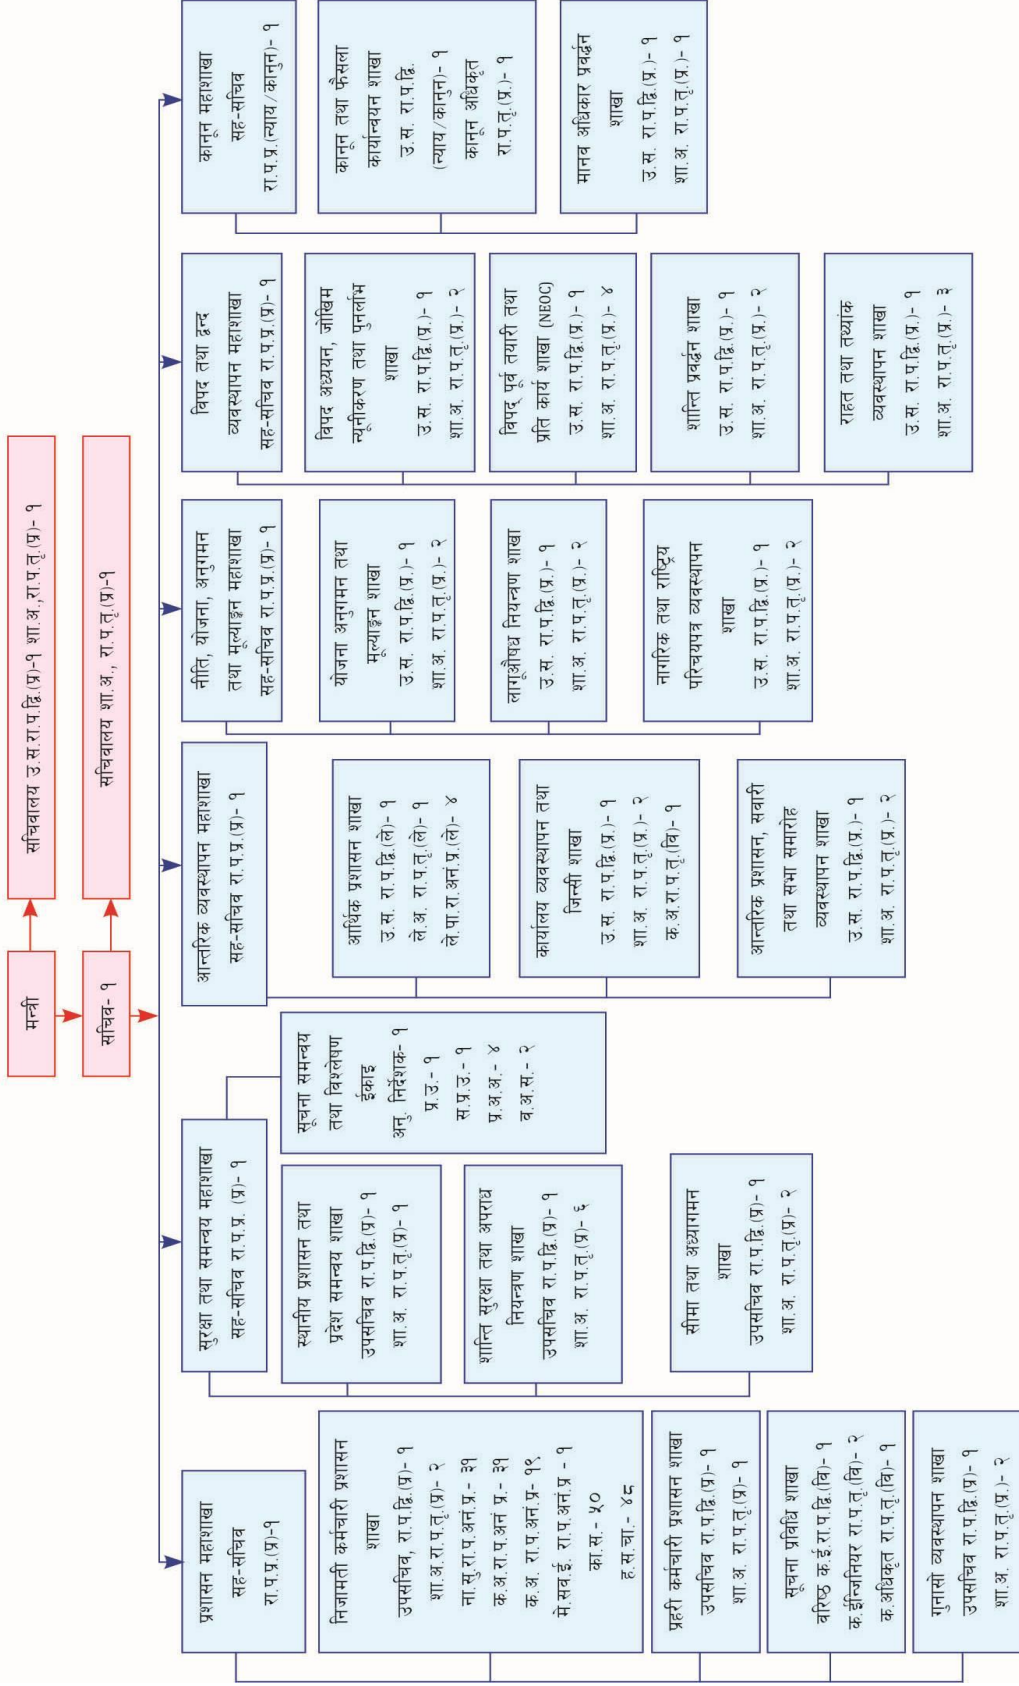 मन्त्री
सचिवालय उ.स.रा.प.द्वि.(प्र)-१ शा.अ.,रा.प.तृ.(प्र)- १
सचिव- १
सचिवालय शा.अ., रा.प.तृ.(प्र)-१
प्रशासन महाशाखा
सह-सचिव
रा.प.प्र.(प्र)-१
निजामती कर्मचारी प्रशासन
शाखा
उपसचिव, रा.प.द्वि.(प्र)- १
शा.अ.रा.प.तृ.(प्र)- २
ना.सु.रा.प.अनं.प्र.- ३१
क.अ.रा.प.अनं प्र.- ३१
क.अ. रा.प.अनं.प्र- १९
मे.सव.ई. रा.प.अनं.प्र - १
का.स.- ५०
ह.स.चा.- ४८
प्रहरी कर्मचारी प्रशासन शाखा
उपसचिव रा.प.द्वि.(प्र)- १
शा.अ. रा.प.तृ.(प्र)- १
सूचना प्रविधि शाखा
वरिष्ठ क.ई.रा.प.द्वि.(वि)- १
क.ईन्जिनियर रा.प.तृ.(वि)- २
क.अधिकृत रा.प.तृ.(वि)- १
गुनासो व्यवस्थापन शाखा
उपसचिव रा.प.द्वि.(प्र)- १
शा.अ. रा.प.तृ.(प्र.)- २
सुरक्षा तथा समन्वय महाशाखा
सह-सचिव रा.प.प्र. (प्र)- १
सूचना समन्वय
तथा विश्लेषण
ईकाइ
अनु. निर्देशक- १
प्र.उ.- १
स.प्र.उ.- १
प्र.अ.अ.- ४
व.अ.स.- २
स्थानीय प्रशासन तथा
प्रदेश समन्वय शाखा
उपसचिव रा.प.द्वि.(प्र)- १
शा.अ. रा.प.तृ.(प्र)- १
शान्ति सुरक्षा तथा अपराध
नियन्त्रण शाखा
उपसचिव रा.प.द्वि.(प्र)- १
शा.अ. रा.प.तृ.(प्र)- ६
सीमा तथा अध्यागमन
शाखा
उपसचिव रा.प.द्वि.(प्र)- १
शा.अ. रा.प.तृ.(प्र)- २
आन्तरिक व्यवस्थापन महाशाखा
सह-सचिव रा.प.प्र.(प्र)- १
आर्थिक प्रशासन शाखा
उ.स. रा.प.द्वि.(ले)- १
ले.अ. रा.प.तृ.(ले)- १
ले.पा.रा.अनं.प्र.(ले)- ४
कार्यालय व्यवस्थापन तथा
जिन्सी शाखा
उ.स. रा.प.द्वि.(प्र.)- १
शा.अ. रा.प.तृ.(प्र.)- २
क.अ.रा.प.तृ.(वि)- १
आन्तरिक प्रशासन, सवारी
तथा सभा समारोह
व्यवस्थापन शाखा
उ.स. रा.प.द्वि.(प्र.)- १
शा.अ. रा.प.तृ.(प्र.)- २
नीति, योजना, अनुगमन
तथा मूल्याङ्कन महाशाखा
सह-सचिव रा.प.प्र.(प्र)- १
योजना अनुगमन तथा
मूल्याङ्कन शाखा
उ.स. रा.प.द्वि.(प्र.)- १
शा.अ. रा.प.तृ.(प्र.)- २
लागूऔषध नियन्त्रण शाखा
उ.स. रा.प.द्वि.(प्र.)- १
शा.अ. रा.प.तृ.(प्र.)- २
नागरिक तथा राष्ट्रिय
परिचयपत्र व्यवस्थापन
शाखा
उ.स. रा.प.द्वि.(प्र.)- १
शा.अ. रा.प.तृ.(प्र.)- २
विपद तथा द्वन्द
व्यवस्थापन महाशाखा
सह-सचिव रा.प.प्र.(प्र)- १
विपद अध्ययन, जोखिम
न्यूनीकरण तथा पुनर्लाभ
शाखा
उ.स. रा.प.द्वि.(प्र.)- १
शा.अ. रा.प.तृ.(प्र.)- २
विपद् पूर्व तयारी तथा
प्रति कार्य शाखा (NEOC)
उ.स. रा.प.द्वि.(प्र.)- १
शा.अ. रा.प.तृ.(प्र.)- ४
शान्ति प्रवर्द्धन शाखा
उ.स. रा.प.द्वि.(प्र.)- १
शा.अ. रा.प.तृ.(प्र.)- २
राहत तथा तथ्यांक
व्यवस्थापन शाखा
उ.स. रा.प.द्वि.(प्र.)- १
शा.अ. रा.प.तृ.(प्र.)- ३
कानून महाशाखा
सह-सचिव
रा.प.प्र.(न्याय/कानुन)- १
कानून तथा फैसला
कार्यान्वयन शाखा
उ.स. रा.प.द्वि.
(न्याय/कानुन)- १
कानून अधिकृत
रा.प.तृ.(प्र.)- १
मानव अधिकार प्रवर्द्धन
शाखा
उ.स. रा.प.द्वि.(प्र.)- १
शा.अ. रा.प.तृ.(प्र.)- १